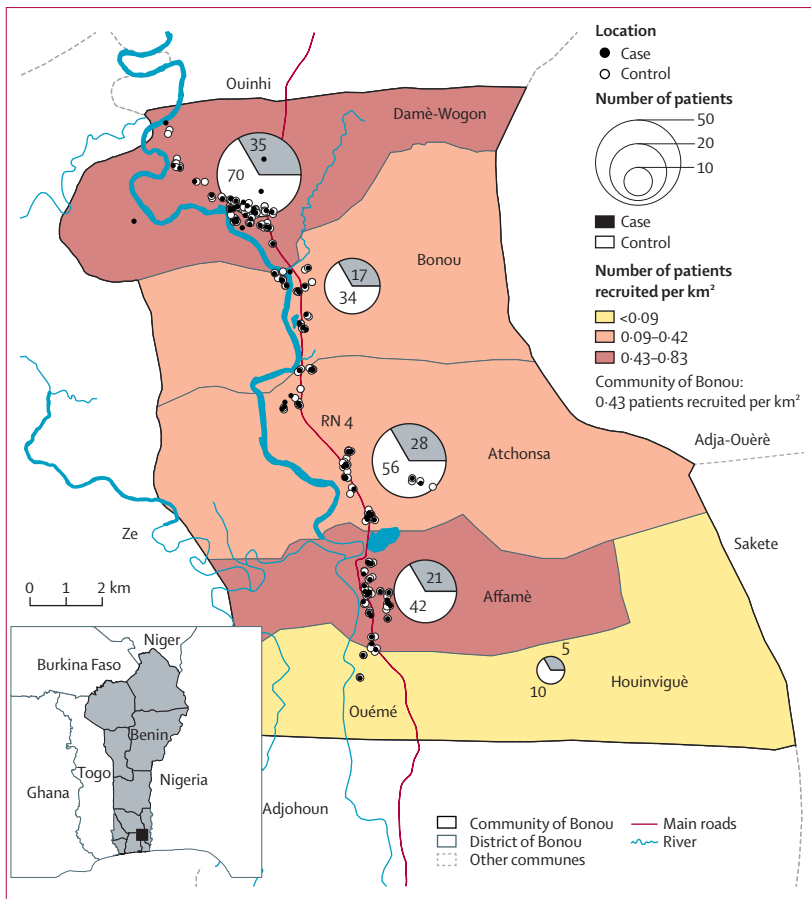 Ouinhi
Damè-Wogon
35
70
Bonou
17
34
RN 4
28
56
Atchonsa
Adja-Ouèrè
Ze
Sakete
0 1 2 km
21
42
Affamè
5
10
Houinviguè
Ouémé
Adjohoun
Niger
Burkina Faso
Benin
Togo
Ghana
Nigeria
Location
Case
Control
Number of patients
50
20
10
Case
Control
Number of patients
recruited per km²
<0·09
0·09–0·42
0·43–0·83
Community of Bonou:
0·43 patients recruited per km²
Community of Bonou
District of Bonou
Other communes
Main roads
River